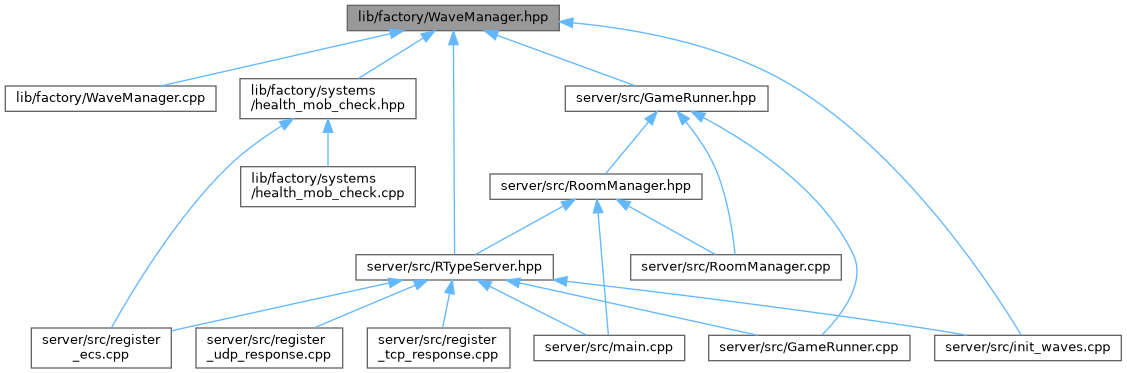 lib/factory/WaveManager.hpp
lib/factory/WaveManager.cpp
lib/factory/systems
/health_mob_check.hpp
server/src/GameRunner.hpp
lib/factory/systems
/health_mob_check.cpp
server/src/RoomManager.hpp
server/src/RTypeServer.hpp
server/src/RoomManager.cpp
server/src/register
_ecs.cpp
server/src/register
_udp_response.cpp
server/src/register
_tcp_response.cpp
server/src/main.cpp
server/src/GameRunner.cpp
server/src/init_waves.cpp